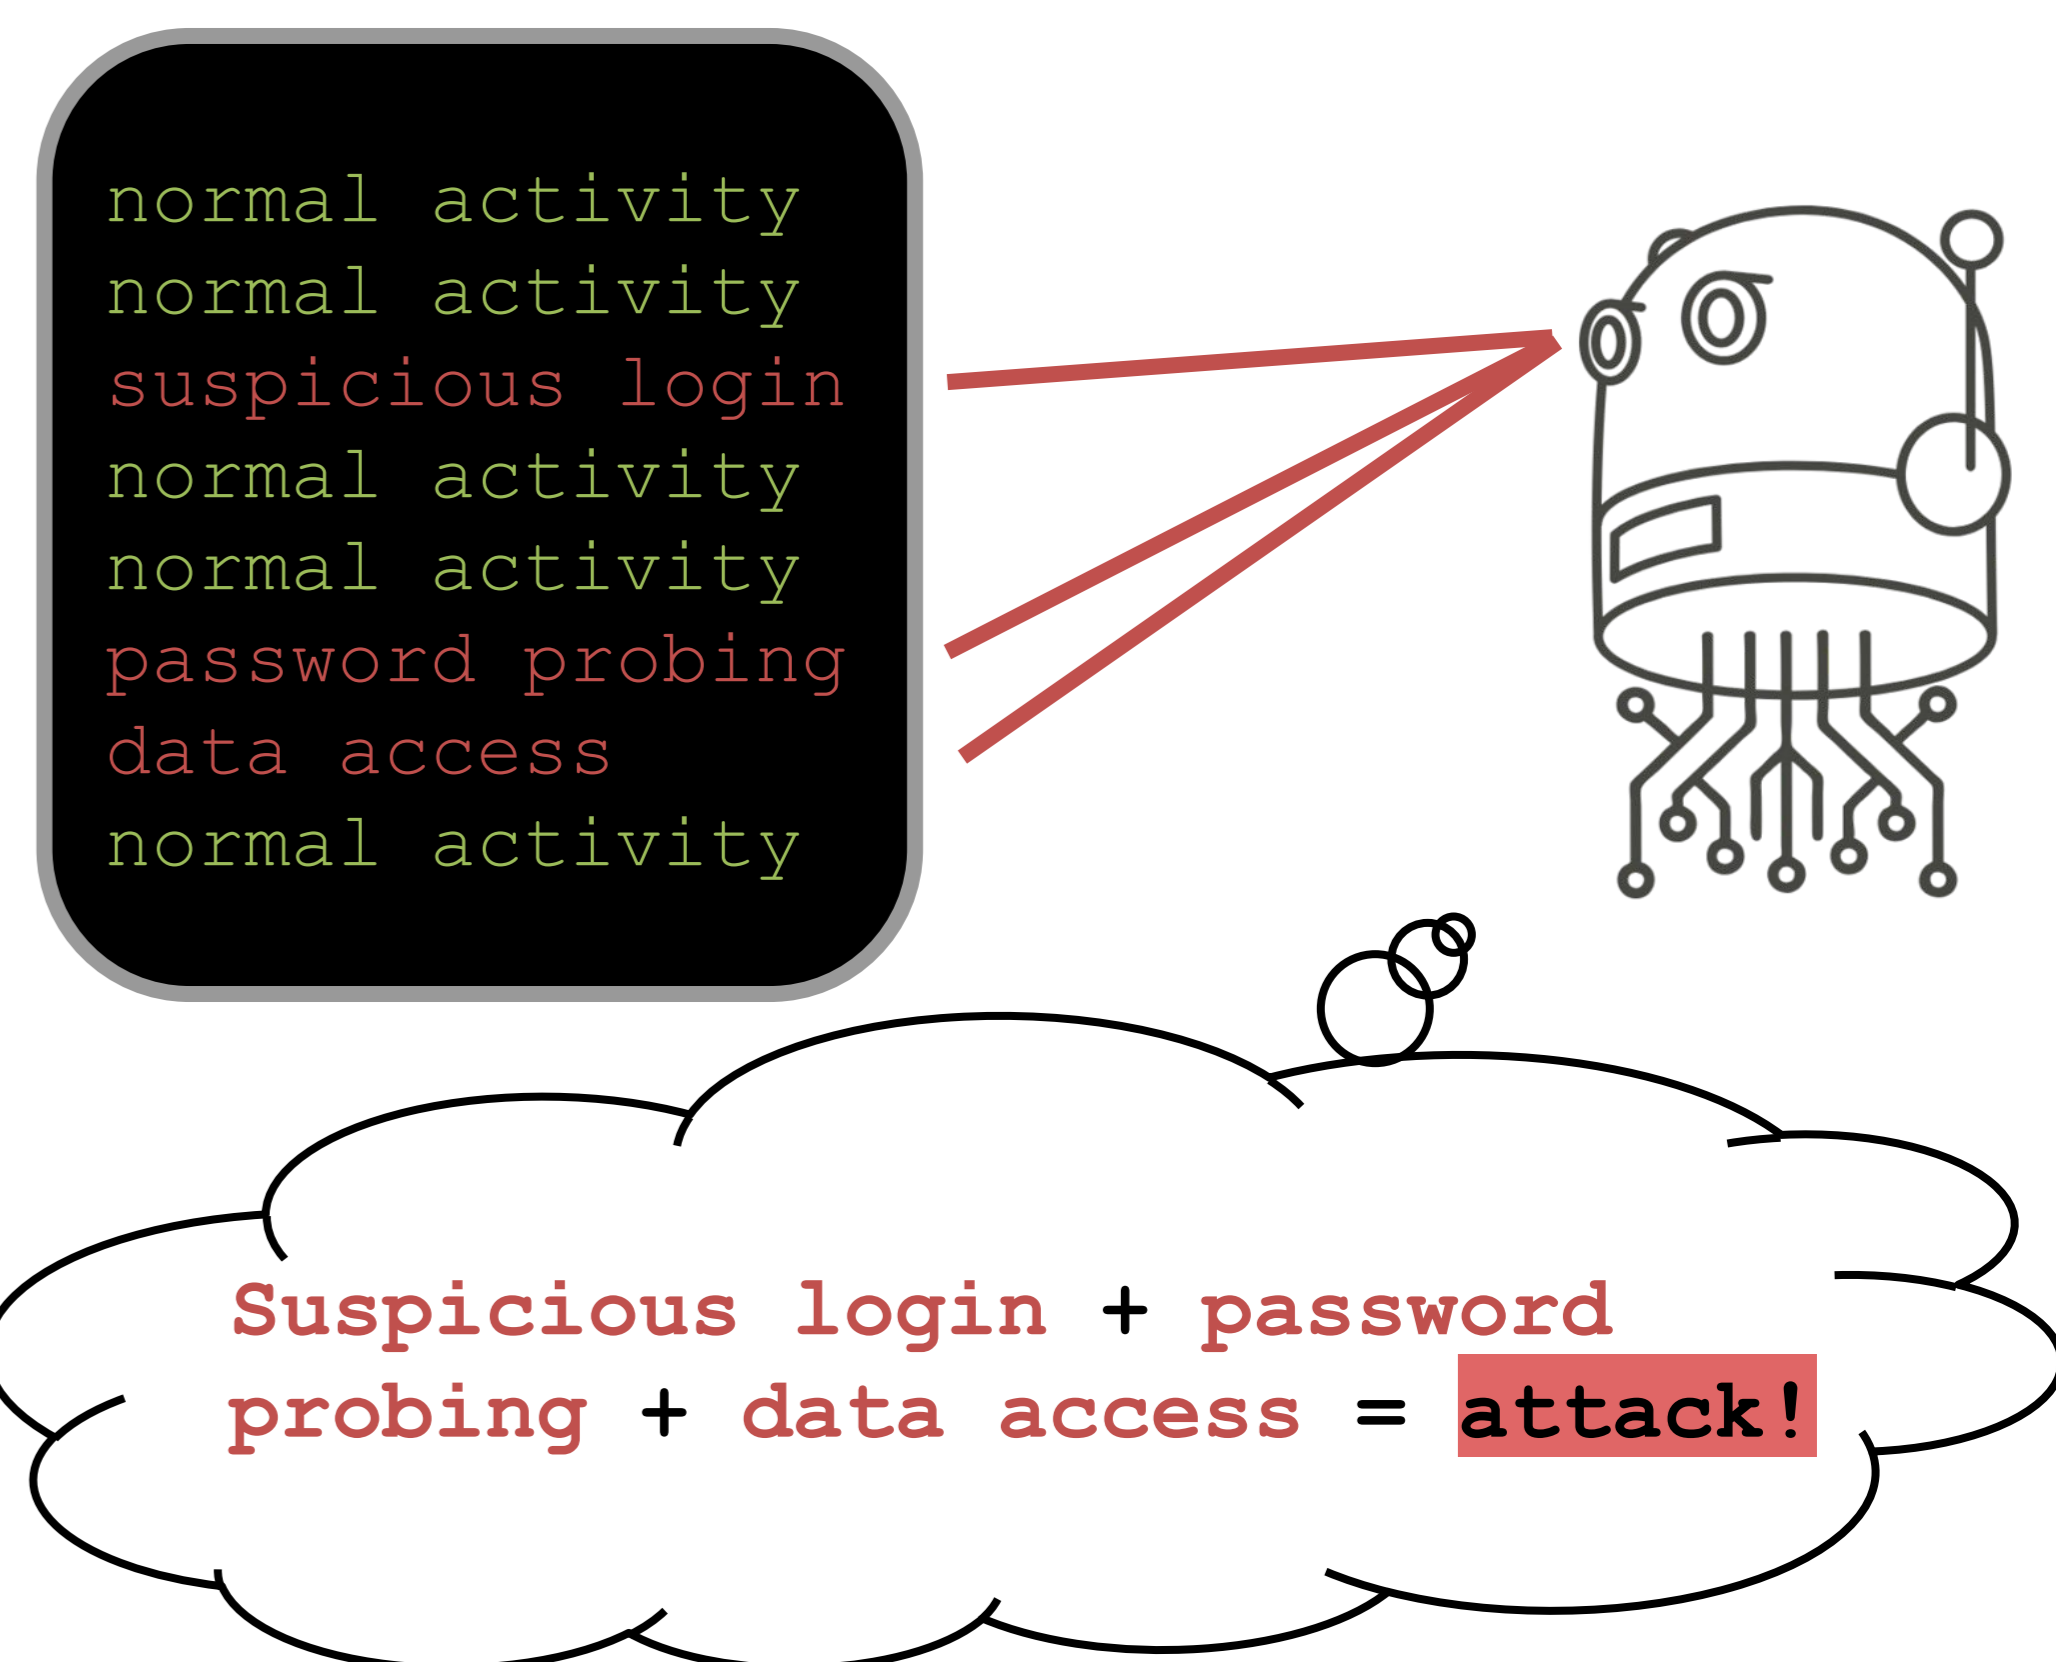 normal activity
normal activity
suspicious login
normal activity
normal activity
password probing
data access
normal activity
Suspicious login + password
probing + data access = attack!